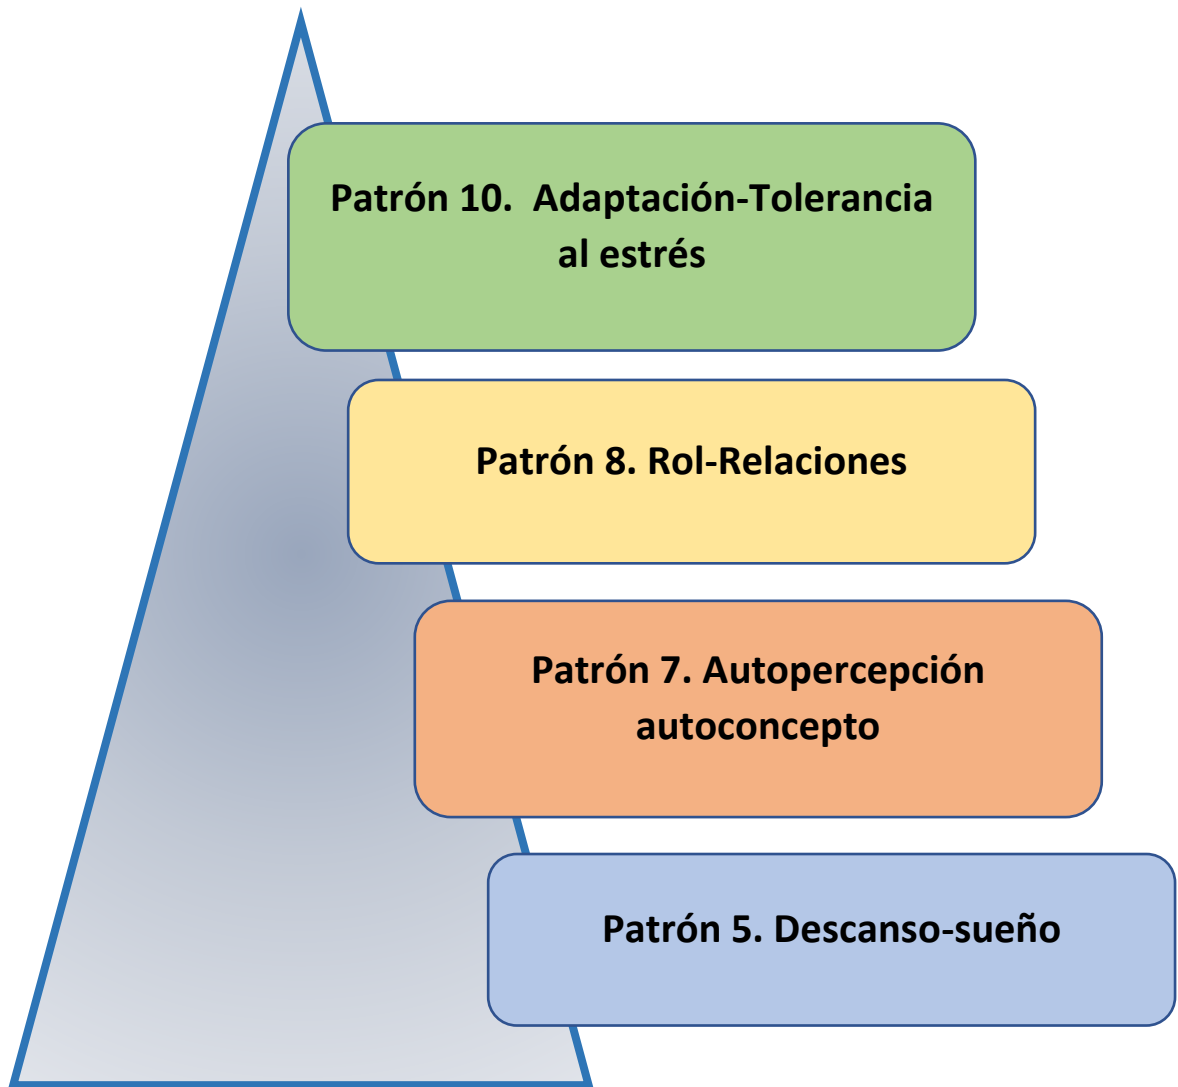 Patrón 10.  Adaptación-Tolerancia
al estrés
Patrón 8. Rol-Relaciones
Patrón 7. Autopercepción
autoconcepto
Patrón 5. Descanso-sueño